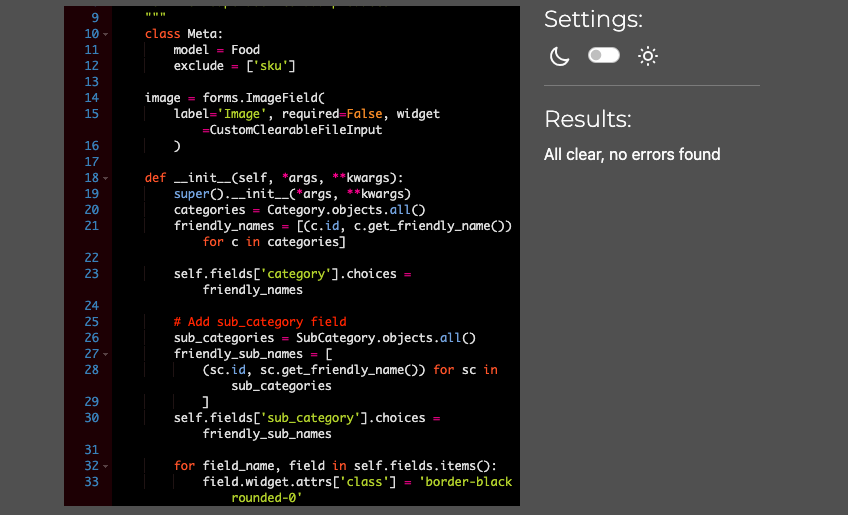 9 """
10 class Meta:
11 model = Food
12 exclude = ['sku']
13
14 image = forms.ImageField(
15 label='Image', required=False, widget
=CustomClearableFileInput
16 )
17
18 def __init__(self, *args, **kwargs):
19 super().__init__(*args, **kwargs)
20 categories = Category.objects.all()
21 friendly_names = [(c.id, c.get_friendly_name())
for c in categories]
22
23 self.fields['category'].choices =
friendly_names
24
25 # Add sub_category field
26 sub_categories = SubCategory.objects.all()
27 friendly_sub_names = [
28 (sc.id, sc.get_friendly_name()) for sc in
sub_categories
29 ]
30 self.fields['sub_category'].choices =
friendly_sub_names
31
32 for field_name, field in self.fields.items():
33 field.widget.attrs['class'] = 'border-black
rounded-0'
Settings:
Results:
All clear, no errors found